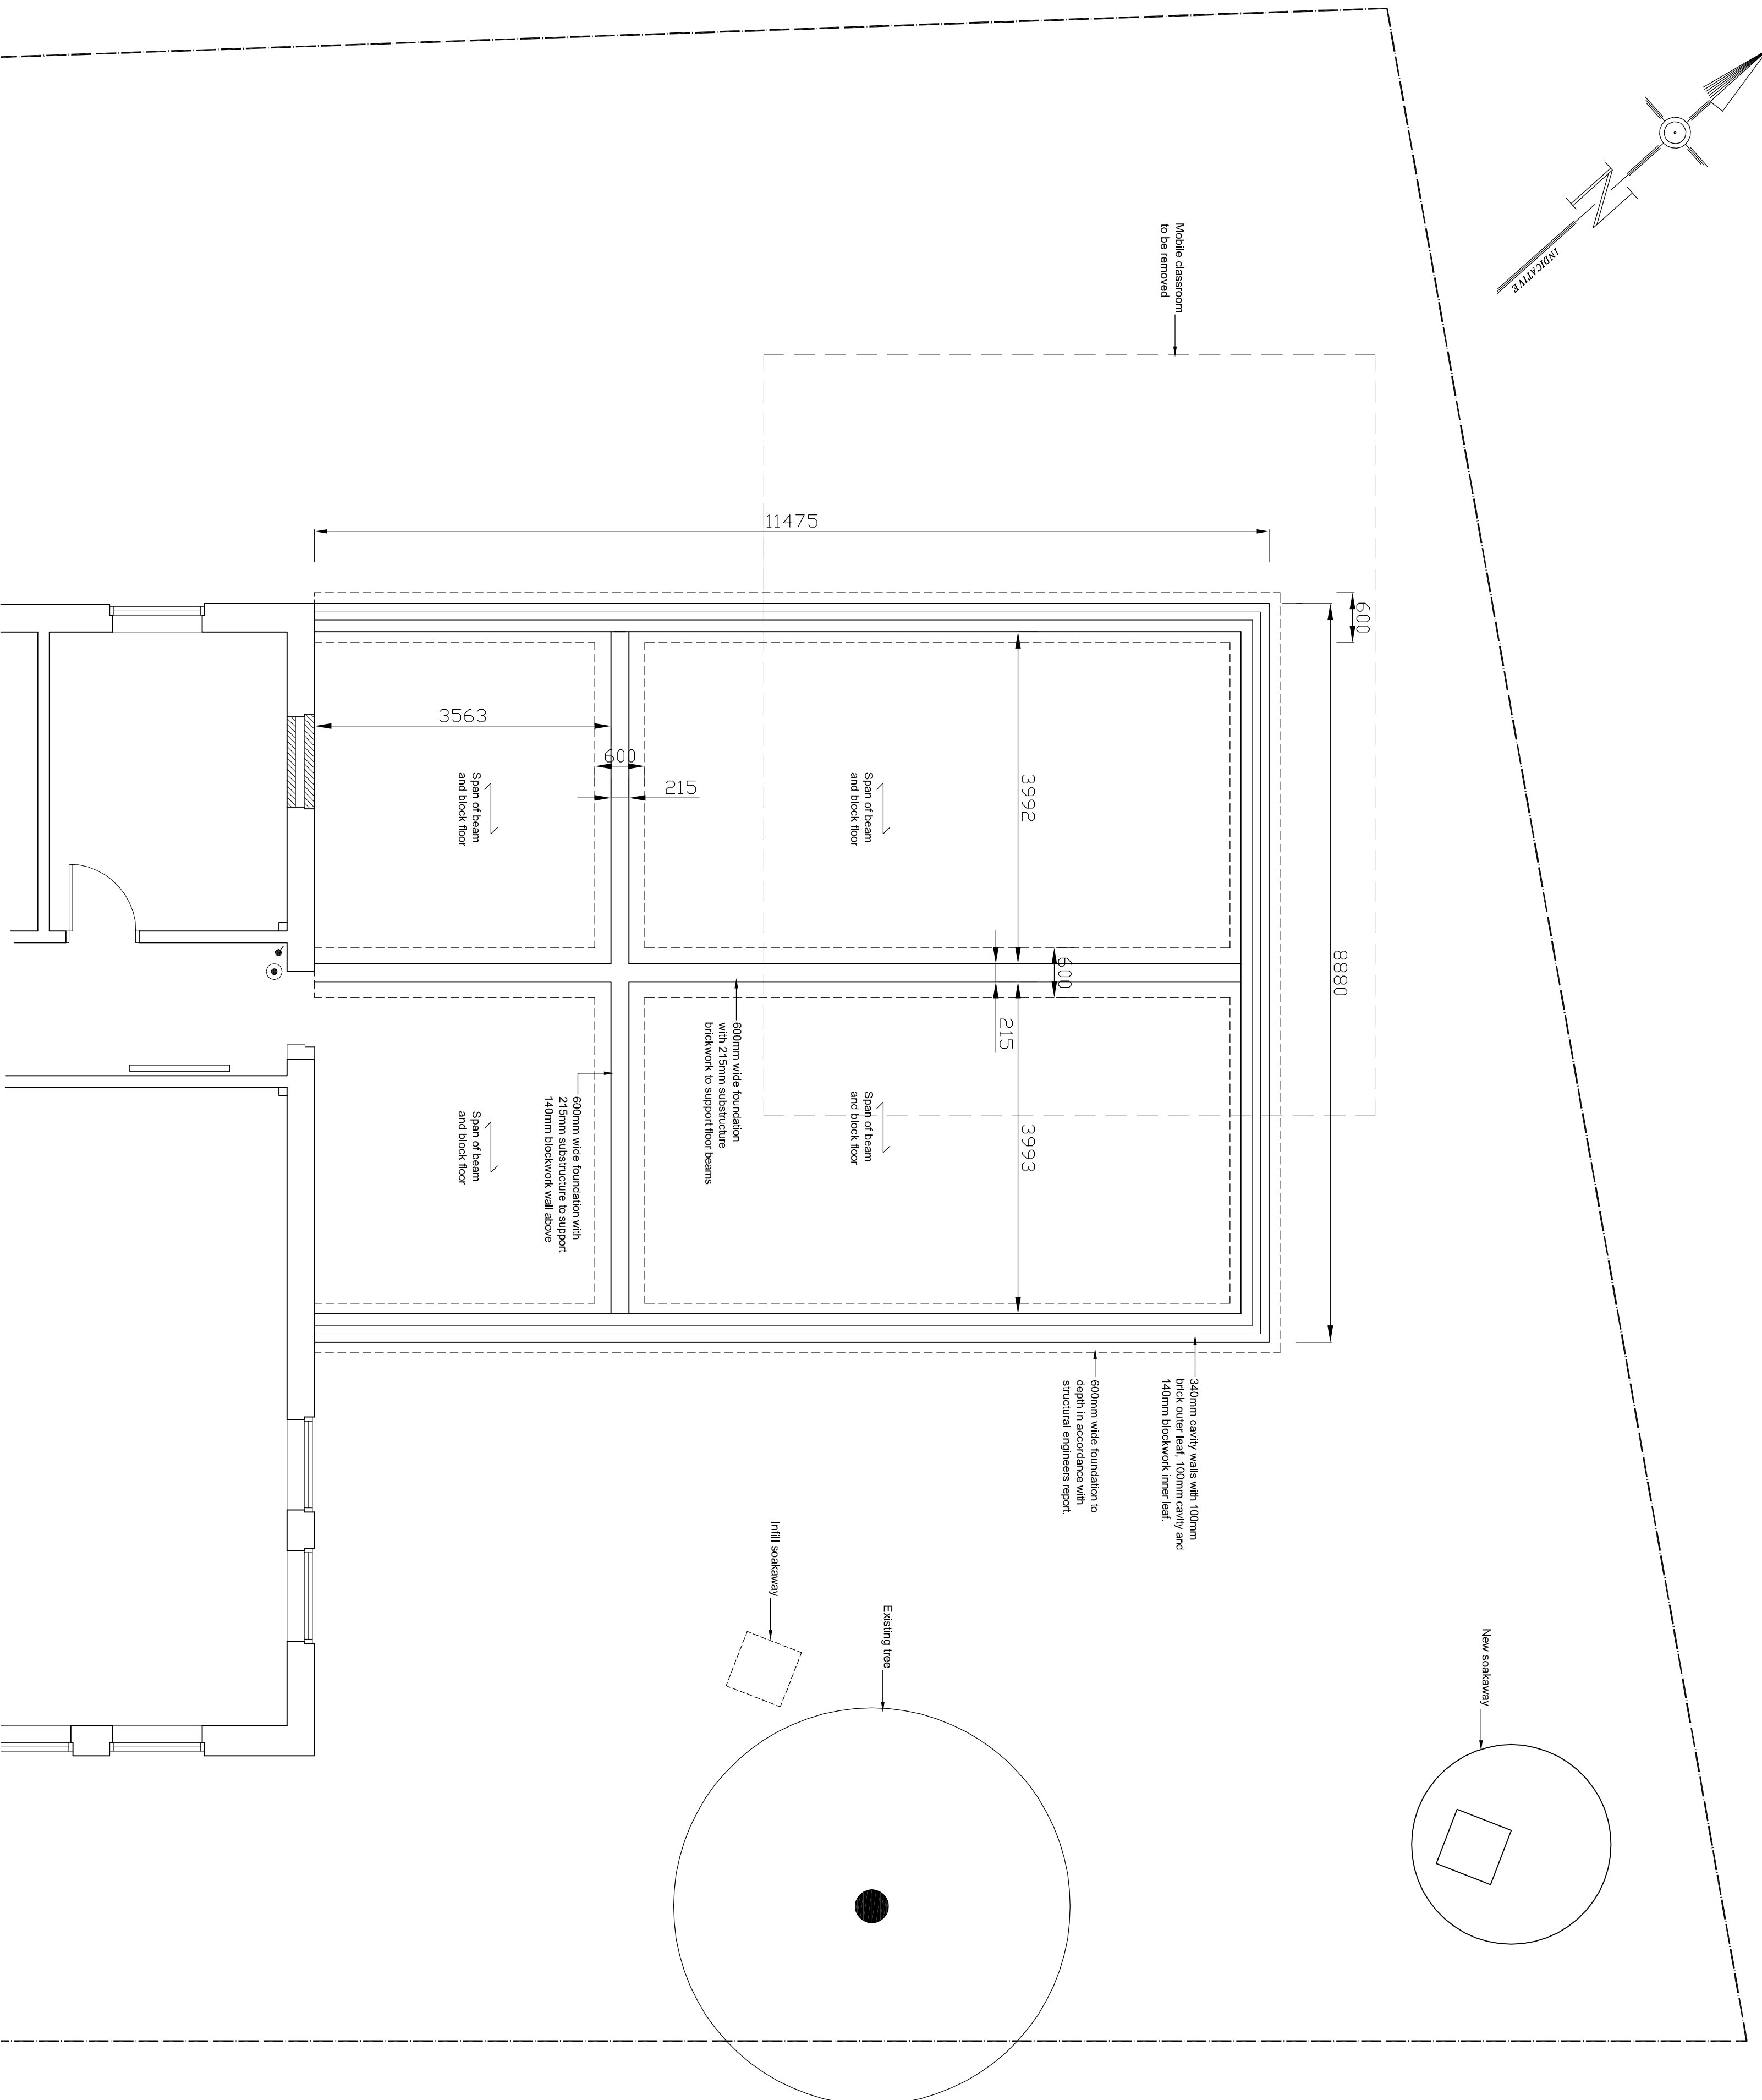 N
INDICATIVE
Mobile classroom
to be removed
11475
600
8880
3563
600
215
3992
600
215
3993
Span of beam
and block floor
Span of beam
and block floor
Span of beam
and block floor
Span of beam
and block floor
600mm wide foundation
with 215mm substructure
brickwork to support floor beams
600mm wide foundation with
215mm substructure to support
140mm blockwork wall above
340mm cavity walls with 100mm
brick outer leaf, 100mm cavity and
140mm blockwork inner leaf.
600mm wide foundation to
depth in accordance with
structural engineers report.
Infill soakaway
Existing tree
New soakaway